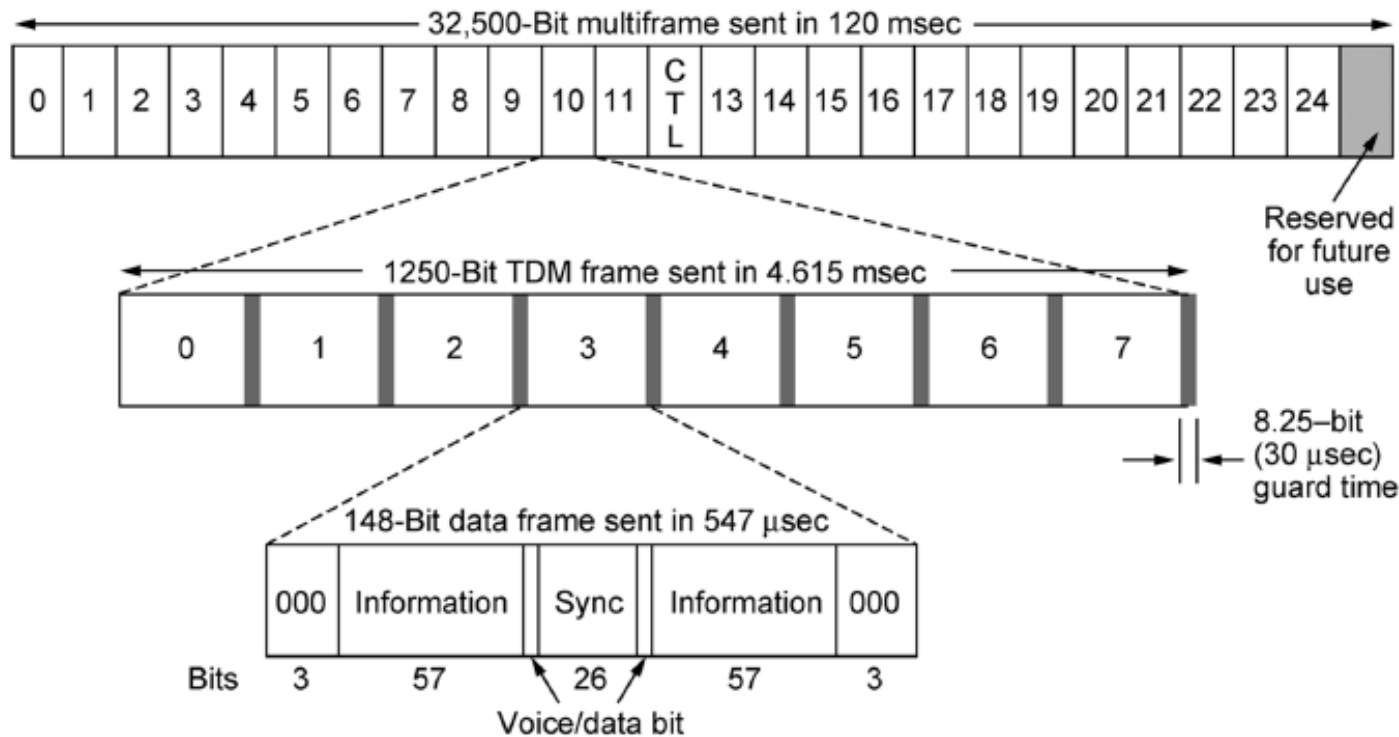 32,500-Bit multiframe sent in 120 msec
0 1 2 3 4 5 6 7 8 9 10 11 CTL 13 14 15 16 17 18 19 20 21 22 23 24
Reserved
for future
use
1250-Bit TDM frame sent in 4.615 msec
0 1 2 3 4 5 6 7
8.25–bit
(30 μsec)
guard time
148-Bit data frame sent in 547 μsec
000 Information Sync Information 000
Bits 3 57 26 57 3
Voice/data bit